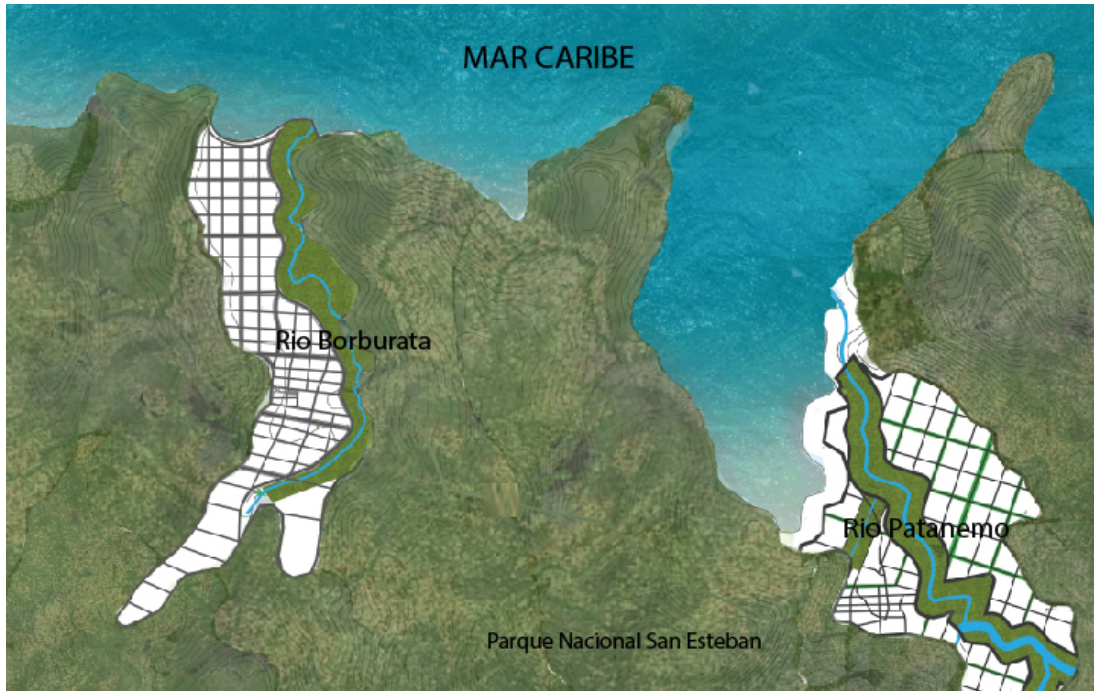 MAR CARIBE
Rio Borburata
Rio Patanemo
Parque Nacional San Esteban